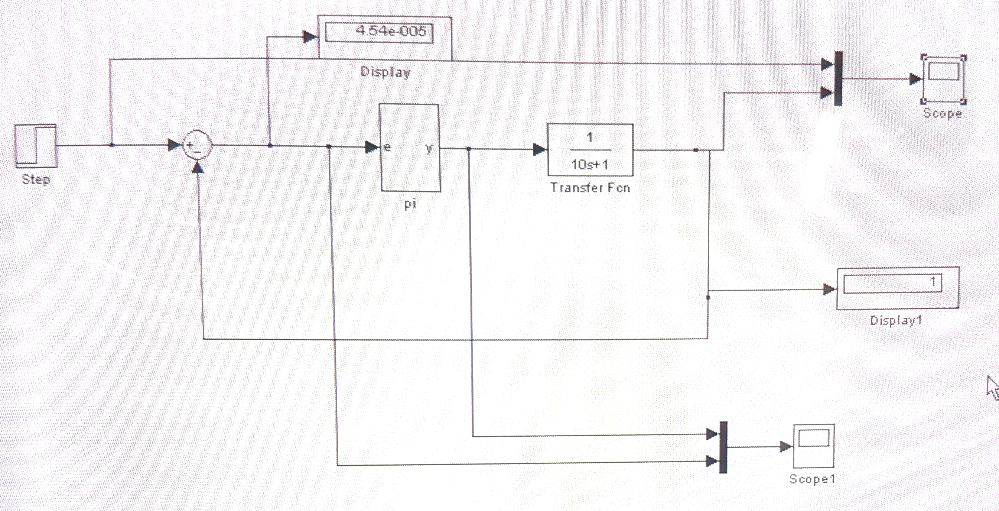 4.54e-005
Display
Scope
Step
+
−
e
y
pi
1
10s+1
Transfer Fcn
1
Display1
Scope1